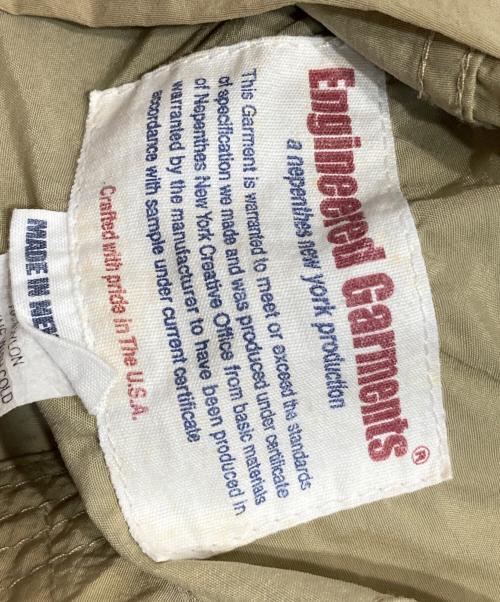 Engineered Garments®
a nepenthes new york production
This Garment is warranted to meet or exceed the standards
of specification we made and was produced under certificate
of Nepenthes New York Creative Office from basic materials
warranted by the manufacturer to have been produced in
accordance with sample under current certificate
Crafted with pride in The U.S.A.
MADE IN NEW